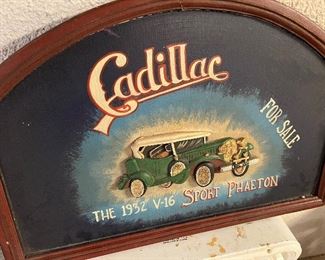 Cadillac
FOR SALE
THE 1932 V-16 SPORT PHAETON